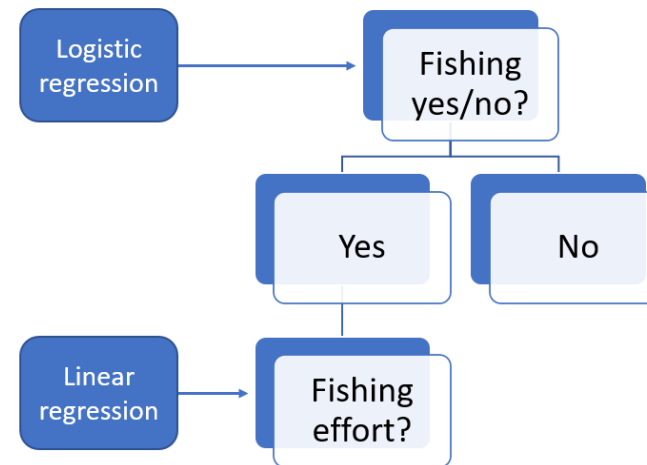 Logistic
regression
Fishing
yes/no?
Yes
No
Linear
regression
Fishing
effort?